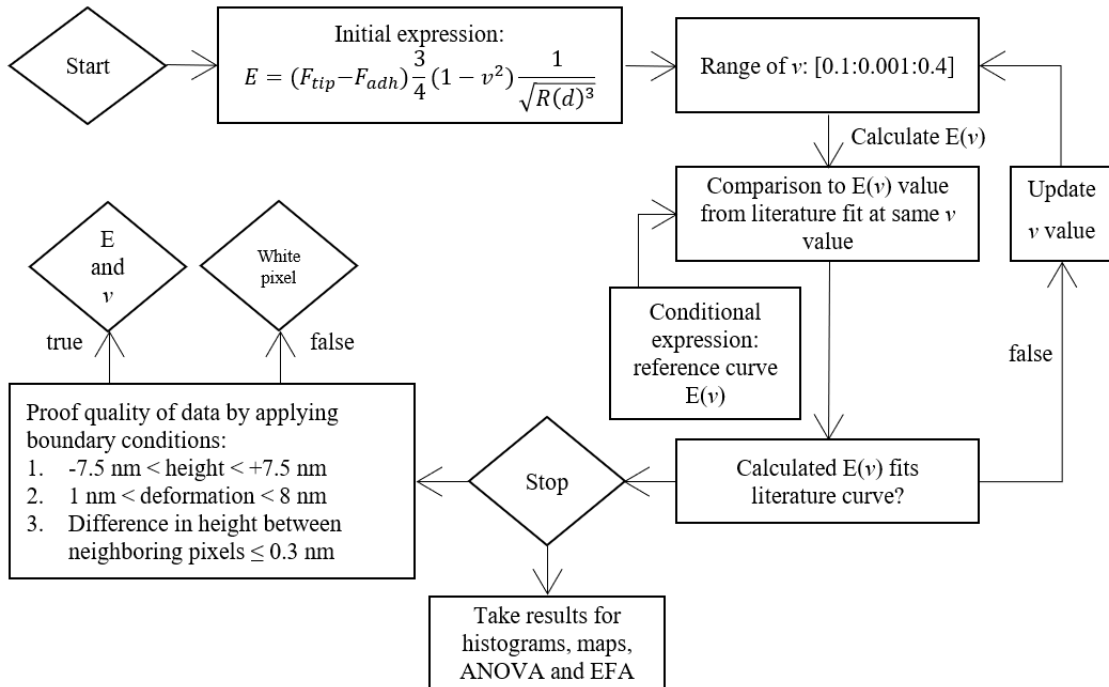 Start
Initial expression:
E = (F_tip−F_adh) 3/4 (1 − v²) 1/√R(d)³
Range of v: [0.1:0.001:0.4]
Calculate E(v)
Comparison to E(v) value
from literature fit at same v
value
Update
v value
Conditional
expression:
reference curve
E(v)
false
Calculated E(v) fits
literature curve?
Stop
Take results for
histograms, maps,
ANOVA and EFA
Proof quality of data by applying
boundary conditions:
1. -7.5 nm < height < +7.5 nm
2. 1 nm < deformation < 8 nm
3. Difference in height between
neighboring pixels ≤ 0.3 nm
true
false
E
and
v
White
pixel